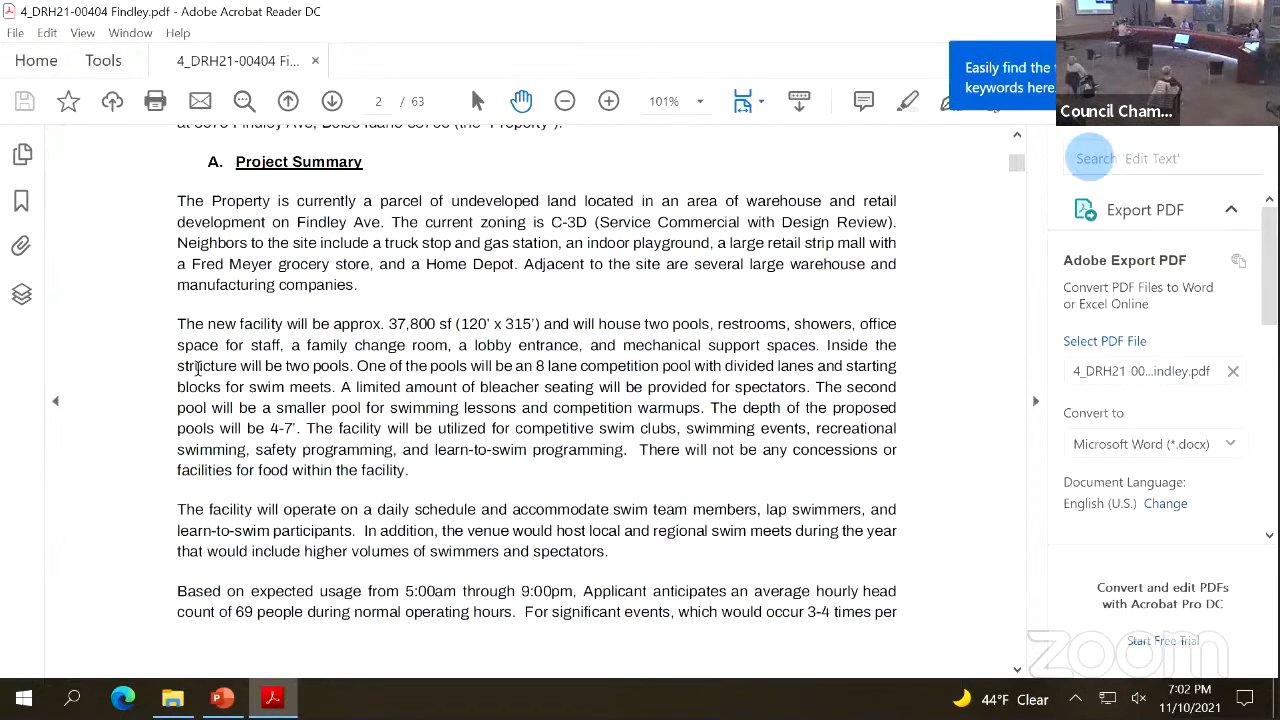 4_DRH21-00404 Findley.pdf - Adobe Acrobat Reader DC
File Edit View Window Help
Home Tools 4_DRH21-00404 Fi... ×
2 / 63 101%
Easily find the
keywords here.
Council Cham...
A. Project Summary
The Property is currently a parcel of undeveloped land located in an area of warehouse and retail
development on Findley Ave. The current zoning is C-3D (Service Commercial with Design Review).
Neighbors to the site include a truck stop and gas station, an indoor playground, a large retail strip mall with
a Fred Meyer grocery store, and a Home Depot. Adjacent to the site are several large warehouse and
manufacturing companies.
The new facility will be approx. 37,800 sf (120’ x 315’) and will house two pools, restrooms, showers, office
space for staff, a family change room, a lobby entrance, and mechanical support spaces. Inside the
structure will be two pools. One of the pools will be an 8 lane competition pool with divided lanes and starting
blocks for swim meets. A limited amount of bleacher seating will be provided for spectators. The second
pool will be a smaller pool for swimming lessons and competition warmups. The depth of the proposed
pools will be 4-7’. The facility will be utilized for competitive swim clubs, swimming events, recreational
swimming, safety programming, and learn-to-swim programming. There will not be any concessions or
facilities for food within the facility.
The facility will operate on a daily schedule and accommodate swim team members, lap swimmers, and
learn-to-swim participants. In addition, the venue would host local and regional swim meets during the year
that would include higher volumes of swimmers and spectators.
Based on expected usage from 5:00am through 9:00pm, Applicant anticipates an average hourly head
count of 69 people during normal operating hours. For significant events, which would occur 3-4 times per
Search 'Edit Text'
Export PDF
Adobe Export PDF
Convert PDF Files to Word
or Excel Online
Select PDF File
4_DRH21-00...indley.pdf ×
Convert to
Microsoft Word (*.docx)
Document Language:
English (U.S.) Change
Convert and edit PDFs
with Acrobat Pro DC
Start Free Trial
zoom
44°F Clear
7:02 PM
11/10/2021